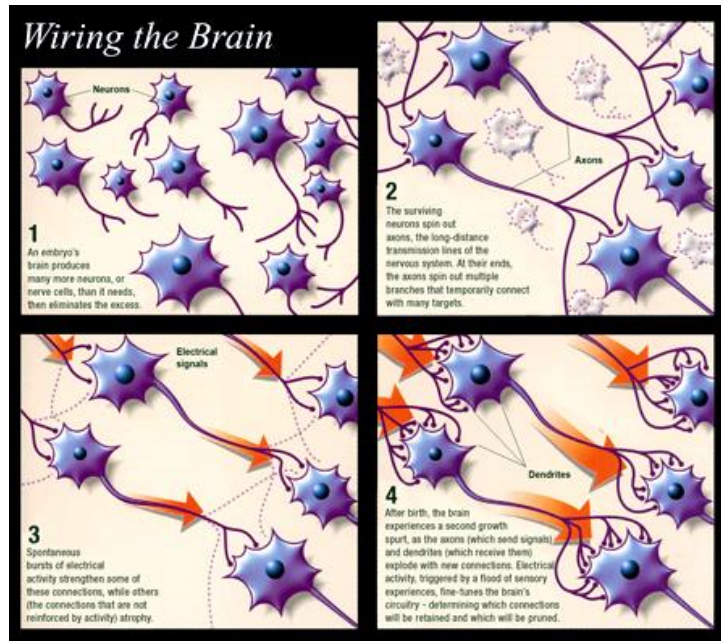 Wiring the Brain
Neurons
1
An embryo's
brain produces
many more neurons, or
nerve cells, than it needs,
then eliminates the excess.
Axons
2
The surviving
neurons spin out
axons, the long-distance
transmission lines of the
nervous system. At their ends,
the axons spin out multiple
branches that temporarily connect
with many targets.
Electrical
signals
3
Spontaneous
bursts of electrical
activity strengthen some of
these connections, while others
(the connections that are not
reinforced by activity) atrophy.
Dendrites
4
After birth, the brain
experiences a second growth
spurt, as the axons (which send signals)
and dendrites (which receive them)
explode with new connections. Electrical
activity, triggered by a flood of sensory
experiences, fine-tunes the brain's
circuitry - determining which connections
will be retained and which will be pruned.